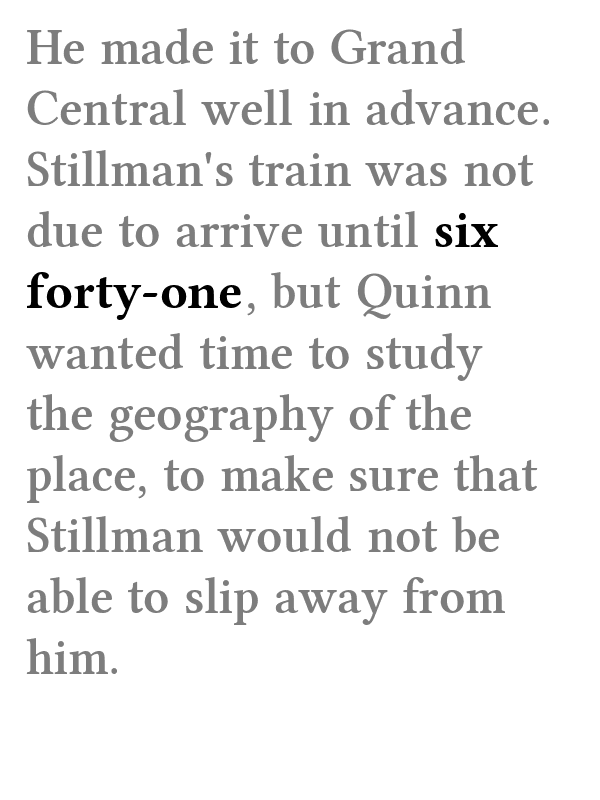 He made it to Grand
Central well in advance.
Stillman's train was not
due to arrive until six
forty-one, but Quinn
wanted time to study
the geography of the
place, to make sure that
Stillman would not be
able to slip away from
him.